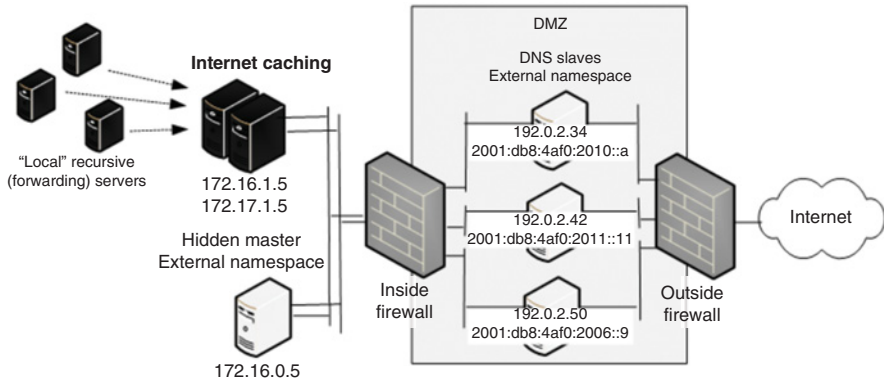 DMZ
Internet caching
DNS slaves
External namespace
192.0.2.34
2001:db8:4af0:2010::a
"Local" recursive
(forwarding) servers
172.16.1.5
172.17.1.5
192.0.2.42
2001:db8:4af0:2011::11
Internet
Hidden master
External namespace
Inside
firewall
Outside
firewall
192.0.2.50
2001:db8:4af0:2006::9
172.16.0.5